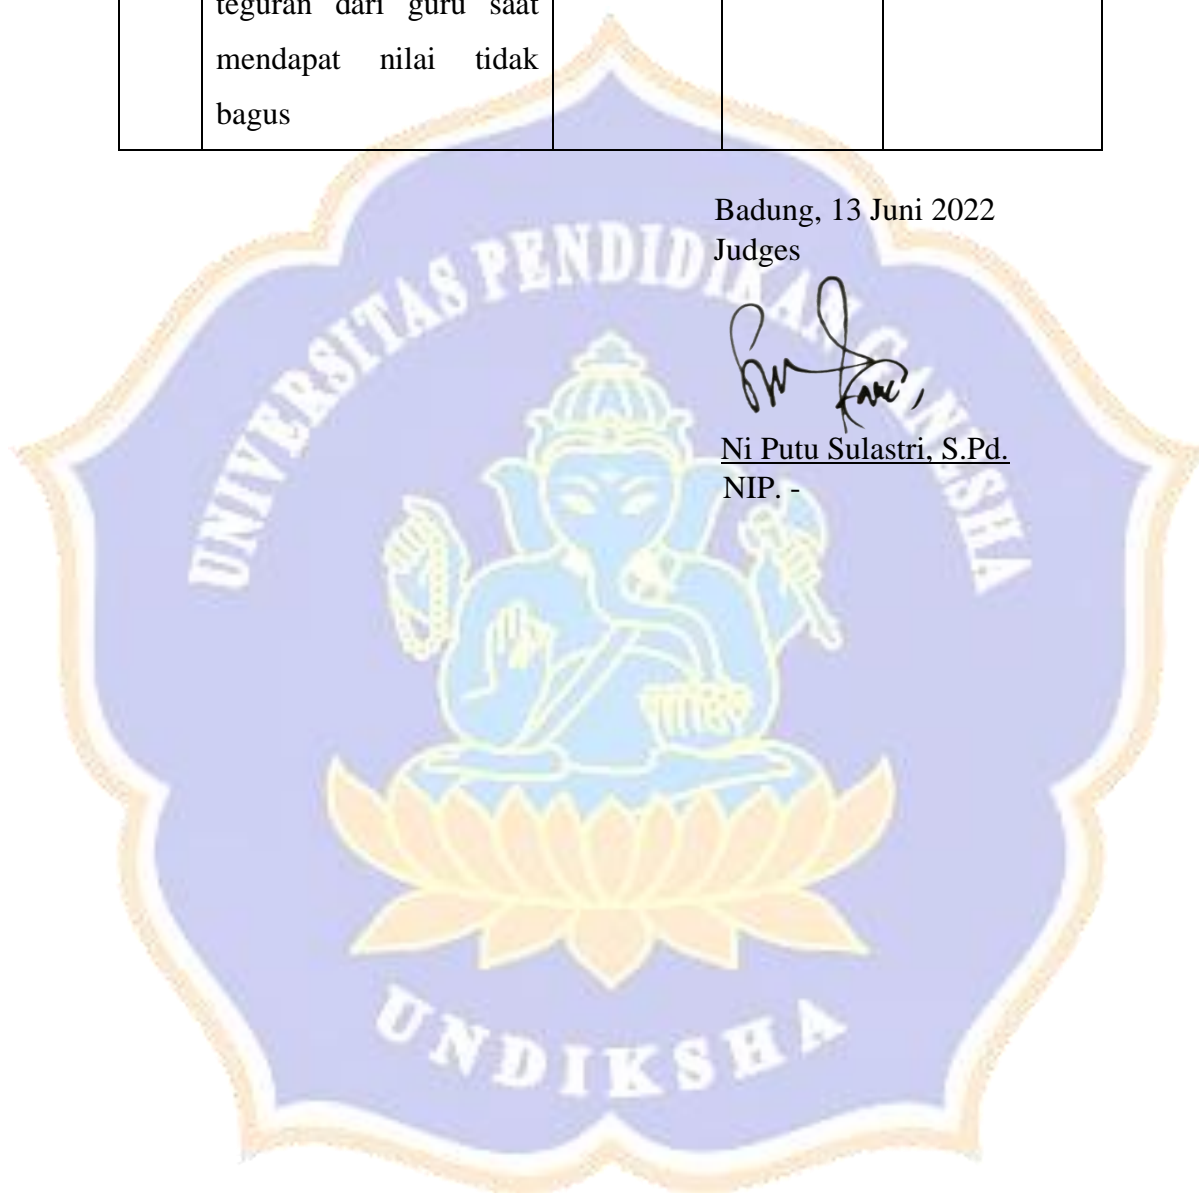 teguran dari guru saat
mendapat nilai tidak
bagus
Badung, 13 Juni 2022
Judges
Ni Putu Sulastri, S.Pd.
NIP. -
UNIVERSITAS PENDIDIKAN GANESHA
UNDIKSHA